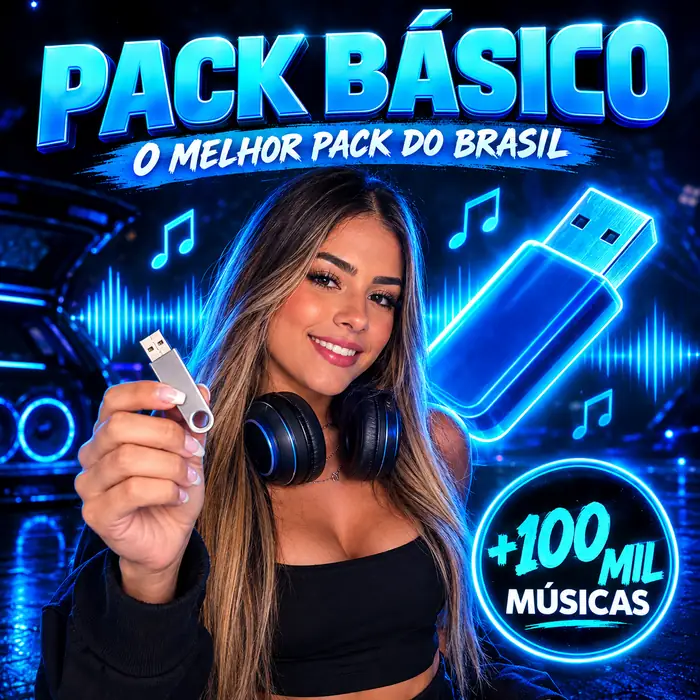 PACK BÁSICO
O MELHOR PACK DO BRASIL
+100
MIL
MÚSICAS